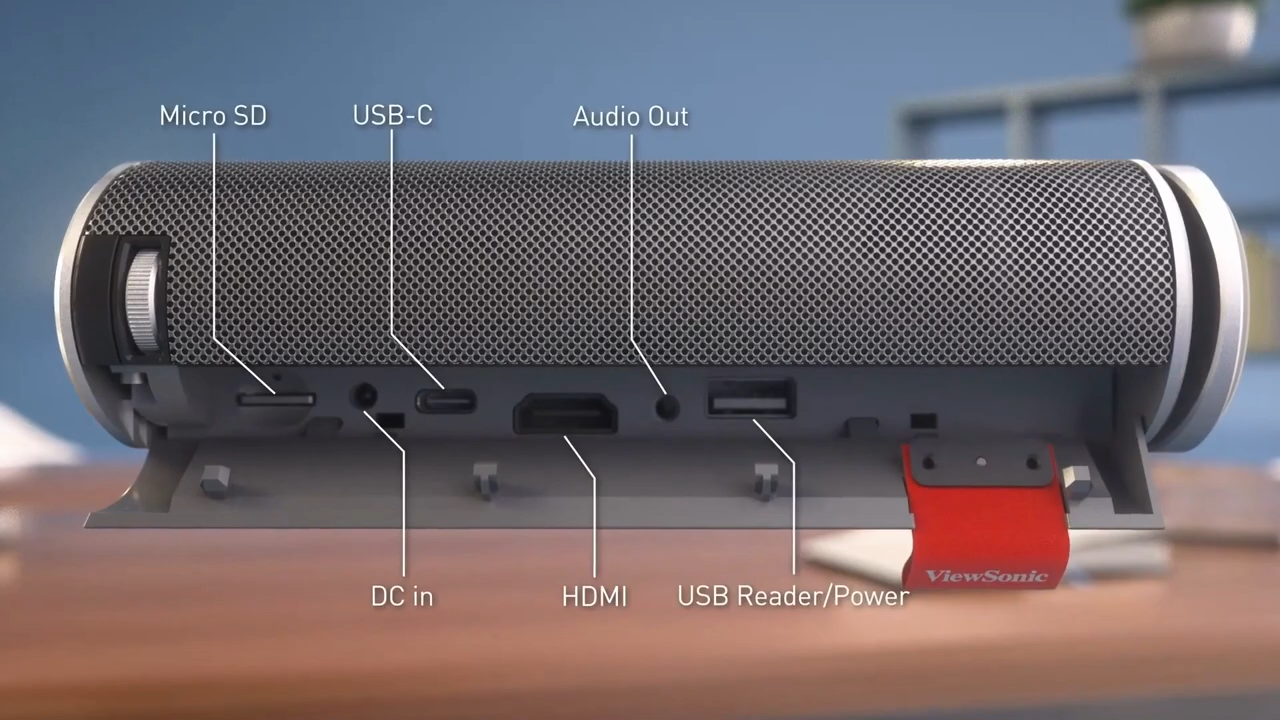 Micro SD
USB-C
Audio Out
DC in
HDMI
USB Reader/Power
ViewSonic